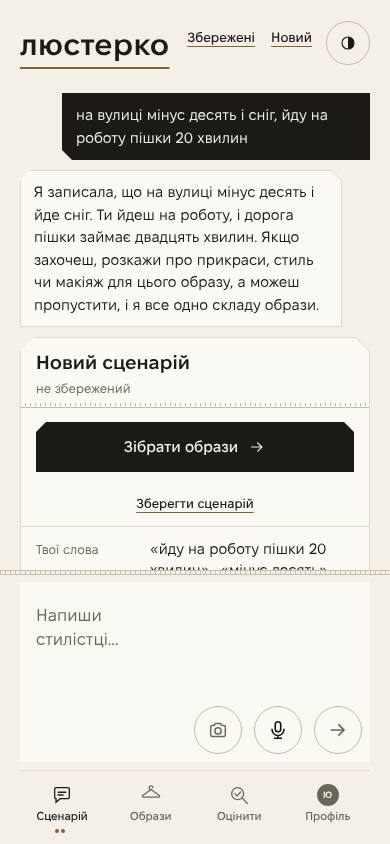 люстерко
Збережені
Новий
на вулиці мінус десять і сніг, йду на
роботу пішки 20 хвилин
Я записала, що на вулиці мінус десять і
йде сніг. Ти йдеш на роботу, і дорога
пішки займає двадцять хвилин. Якщо
захочеш, розкажи про прикраси, стиль
чи макіяж для цього образу, а можеш
пропустити, і я все одно складу образи.
Новий сценарій
не збережений
Зібрати образи →
Зберегти сценарій
Твої слова
«йду на роботу пішки 20
хвилин», «мінус десять»,
Напиши
стилістці...
Сценарій
Образи
Оцінити
Ю
Профіль